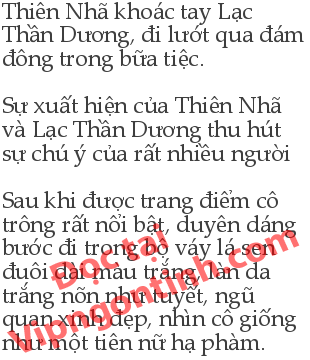 Thiên Nhã khoác tay Lạc
Thần Dương, đi lướt qua đám
đông trong bữa tiệc.
Sự xuất hiện của Thiên Nhã
và Lạc Thần Dương thu hút
sự chú ý của rất nhiều người
Sau khi được trang điểm cô
trông rất nổi bật, duyên dáng
bước đi trong bộ váy lá sen
đuôi dài màu trắng, làn da
trắng nõn như tuyết, ngũ
quan xinh đẹp, nhìn cô giống
như một tiên nữ hạ phàm.
Đọc tại
Vipngontinh.com